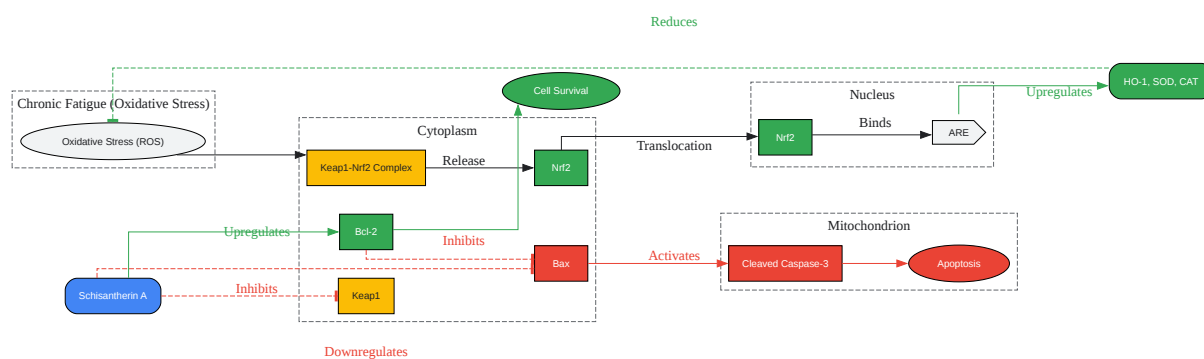 Reduces
Chronic Fatigue (Oxidative Stress)
Oxidative Stress (ROS)
Cell Survival
Cytoplasm
Keap1-Nrf2 Complex
Release
Nrf2
Translocation
Nucleus
Nrf2
Binds
ARE
Upregulates
HO-1, SOD, CAT
Upregulates
Bcl-2
Inhibits
Bax
Activates
Mitochondrion
Cleaved Caspase-3
Apoptosis
Schisantherin A
Inhibits
Keap1
Downregulates